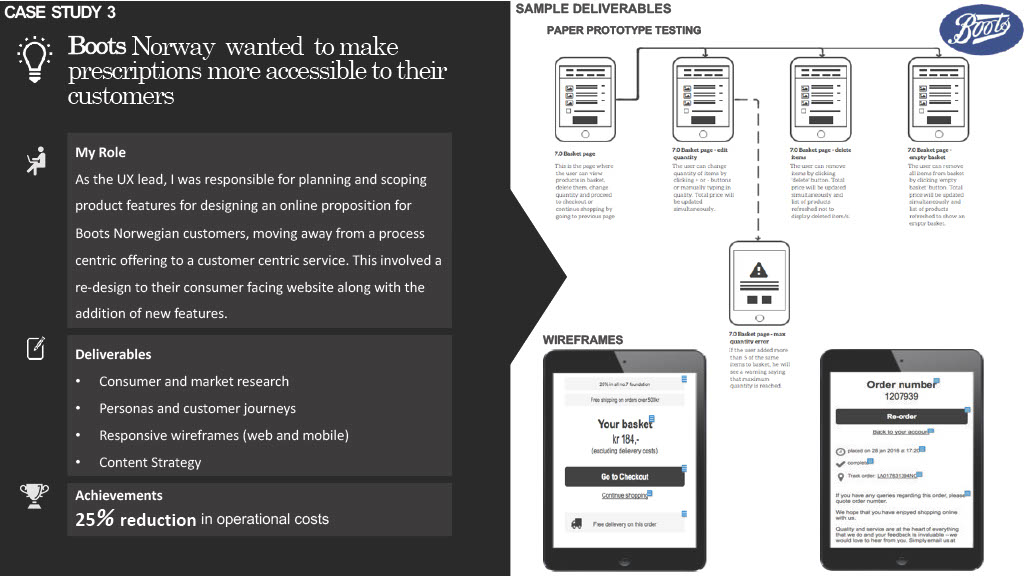 CASE STUDY 3
Boots Norway wanted to make
prescriptions more accessible to their
customers
My Role
As the UX lead, I was responsible for planning and scoping
product features for designing an online proposition for
Boots Norwegian customers, moving away from a process
centric offering to a customer centric service. This involved a
re-design to their consumer facing website along with the
addition of new features.
Deliverables
• Consumer and market research
• Personas and customer journeys
• Responsive wireframes (web and mobile)
• Content Strategy
Achievements
25% reduction in operational costs
SAMPLE DELIVERABLES
PAPER PROTOTYPE TESTING
Boots
7.0 Basket page
This is the page where
the user can view
products in basket,
delete them, change
quantity and proceed
to checkout or
continue shopping by
going to previous page
7.0 Basket page - edit
quantity
The user can change
quantity of items by
clicking + or - buttons
or manually typing in
quality. Total price will
be updated
simultaneously.
7.0 Basket page - delete
items
The user can remove
items by clicking
'delete' button. Total
price will be updated
simultaneously and
list of products
refreshed not to
display deleted item/s
7.0 Basket page -
empty basket
The user can remove
all items from basket
by clicking 'empty
basket' button. Total
price will be updated
simultaneously and
list of products
refreshed to show an
empty basket.
7.0 Basket page - max
quantity error
If the user added more
than 5 of the same
items to basket, he will
see a warning saying
that maximum
quantity is reached.
WIREFRAMES
20% in all no.7 foundation
Free shipping on orders over 500kr!
Your basket
kr 184,-
(excluding delivery costs)
Go to Checkout
Continue shopping
Free delievery on this order
Order number
1207939
Re-order
Back to your account
placed on 28 jan 2016 at 17:20
complete
Track order:
If you have any queries regarding this order, please
quote order number.
We hope that you have enjoyed shopping online
with us.
Quality and service are at the heart of everything
that we do and your feedback is invaluable – we
would love to hear from you. Simply email us at